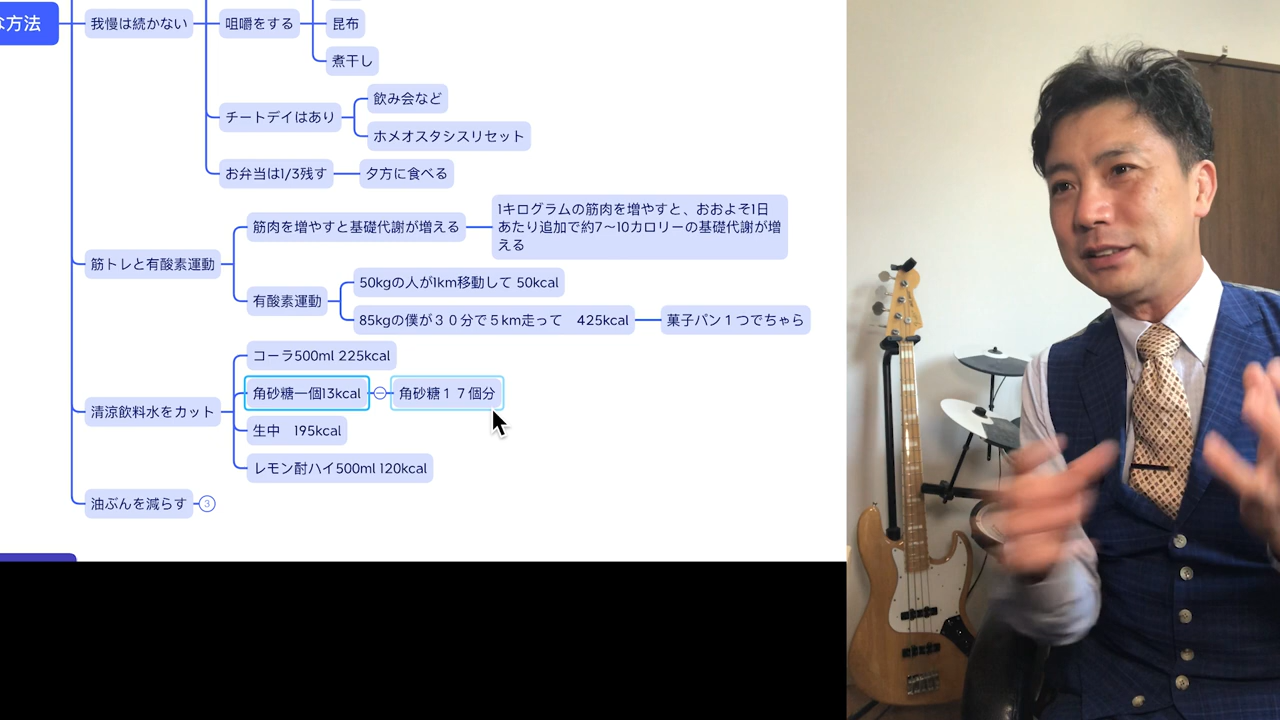 な方法
我慢は続かない
咀嚼をする
昆布
煮干し
チートデイはあり
飲み会など
ホメオスタシスリセット
お弁当は1/3残す
夕方に食べる
筋トレと有酸素運動
筋肉を増やすと基礎代謝が増える
1キログラムの筋肉を増やすと、おおよそ1日
あたり追加で約7〜10カロリーの基礎代謝が増
える
有酸素運動
50kgの人が1km移動して 50kcal
85kgの僕が３０分で５km走って　425kcal
菓子パン１つでちゃら
清涼飲料水をカット
コーラ500ml 225kcal
角砂糖一個13kcal
角砂糖１７個分
生中　195kcal
レモン酎ハイ500ml 120kcal
油ぶんを減らす
3